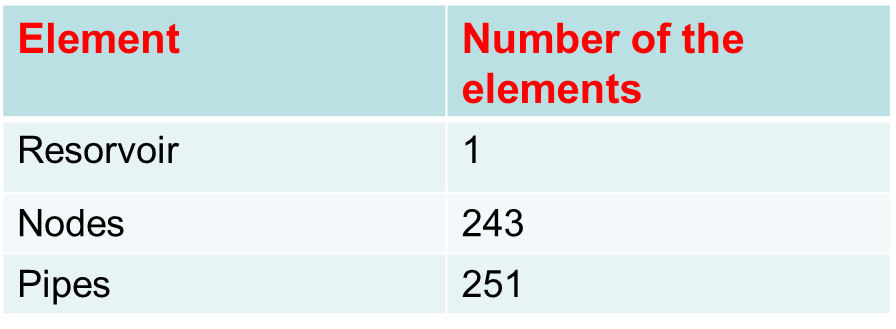 Element
Number of the
elements
Resorvoir
1
Nodes
243
Pipes
251